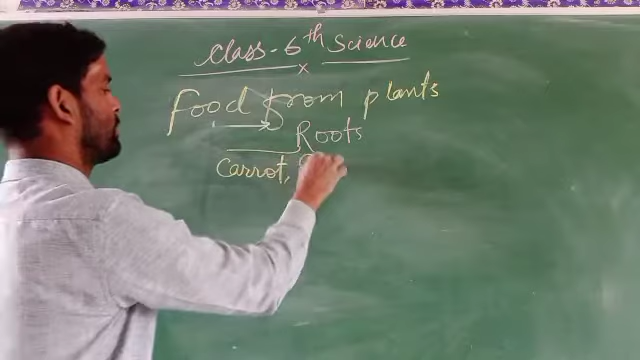 Class - 6th Science
x
Food from plants
→ Roots
Carrot,